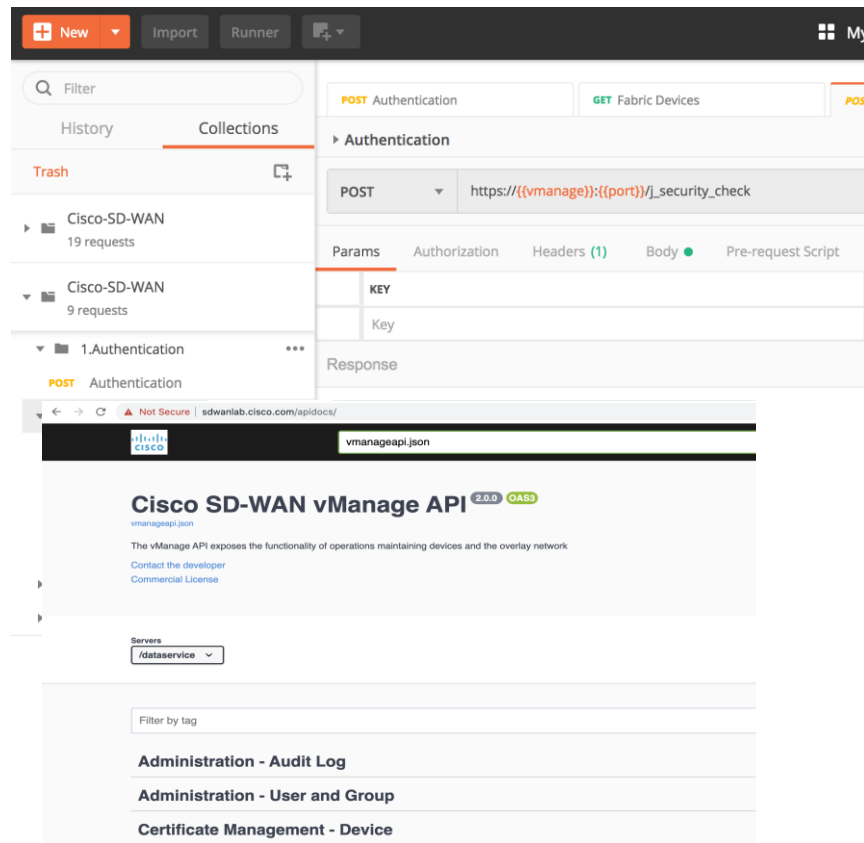 New
Import
Runner
My
Filter
History
Collections
Trash
Cisco-SD-WAN
19 requests
Cisco-SD-WAN
9 requests
1.Authentication
POST Authentication
POST Authentication
GET Fabric Devices
POS
Authentication
POST
https://{{vmanage}}:{{port}}/j_security_check
Params Authorization Headers (1) Body Pre-request Script
KEY
Key
Response
Not Secure sdwanlab.cisco.com/apidocs/
CISCO
vmanageapi.json
Cisco SD-WAN vManage API 2.0.0 OAS3
vmanageapi.json
The vManage API exposes the functionality of operations maintaining devices and the overlay network
Contact the developer
Commercial License
Servers
/dataservice
Filter by tag
Administration - Audit Log
Administration - User and Group
Certificate Management - Device